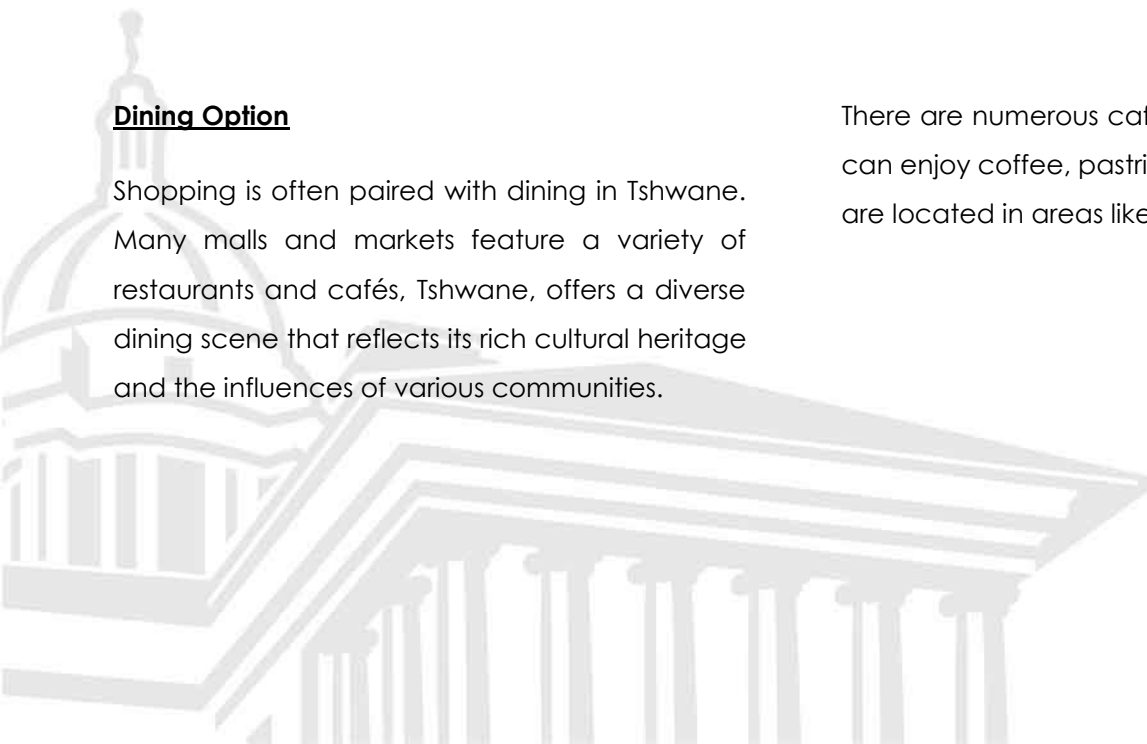 Dining Option
Shopping is often paired with dining in Tshwane.
Many malls and markets feature a variety of
restaurants and cafés, Tshwane, offers a diverse
dining scene that reflects its rich cultural heritage
and the influences of various communities.
There are numerous
can enjoy coffee,
are located in areas like